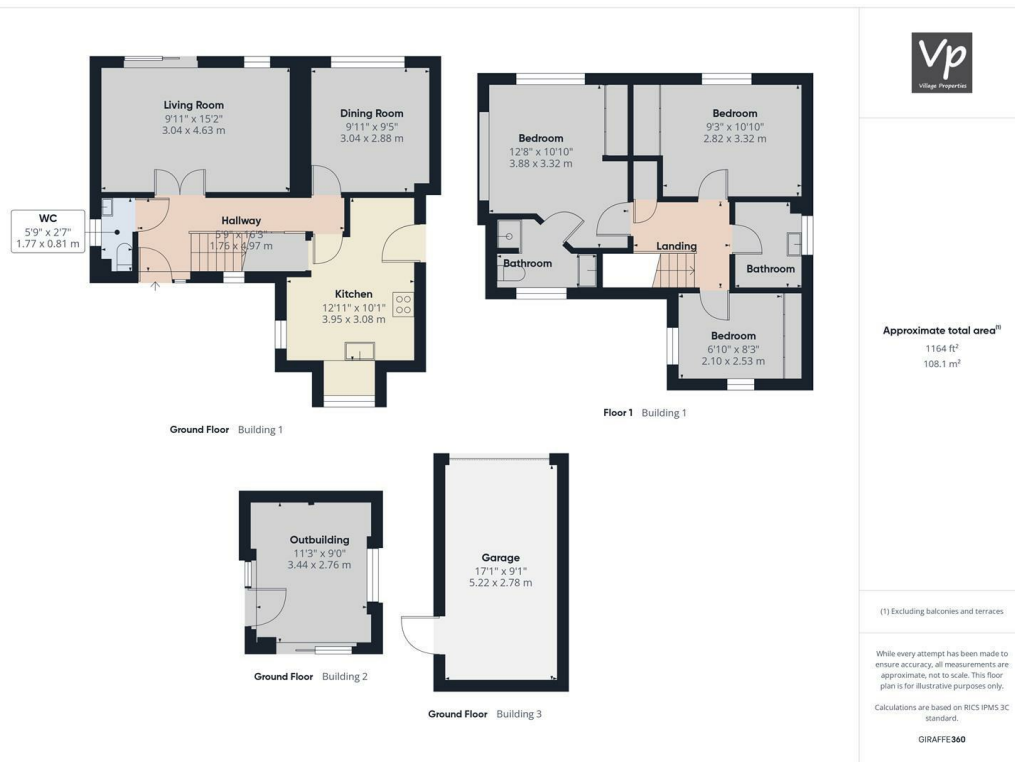 Living Room
9'11" x 15'2"
3.04 x 4.63 m
Dining Room
9'11" x 9'5"
3.04 x 2.88 m
WC
5'9" x 2'7"
1.77 x 0.81 m
Hallway
5'9" x 16'3"
1.76 x 4.97 m
Kitchen
12'11" x 10'1"
3.95 x 3.08 m
Ground Floor Building 1
Bedroom
12'8" x 10'10"
3.88 x 3.32 m
Bedroom
9'3" x 10'10"
2.82 x 3.32 m
Landing
Bathroom
Bathroom
Bedroom
6'10" x 8'3"
2.10 x 2.53 m
Floor 1 Building 1
Outbuilding
11'3" x 9'0"
3.44 x 2.76 m
Ground Floor Building 2
Garage
17'1" x 9'1"
5.22 x 2.78 m
Ground Floor Building 3
Vp
Village Properties
Approximate total area(1)
1164 ft²
108.1 m²
(1) Excluding balconies and terraces
While every attempt has been made to
ensure accuracy, all measurements are
approximate, not to scale. This floor
plan is for illustrative purposes only.
Calculations are based on RICS IPMS 3C
standard.
GIRAFFE360